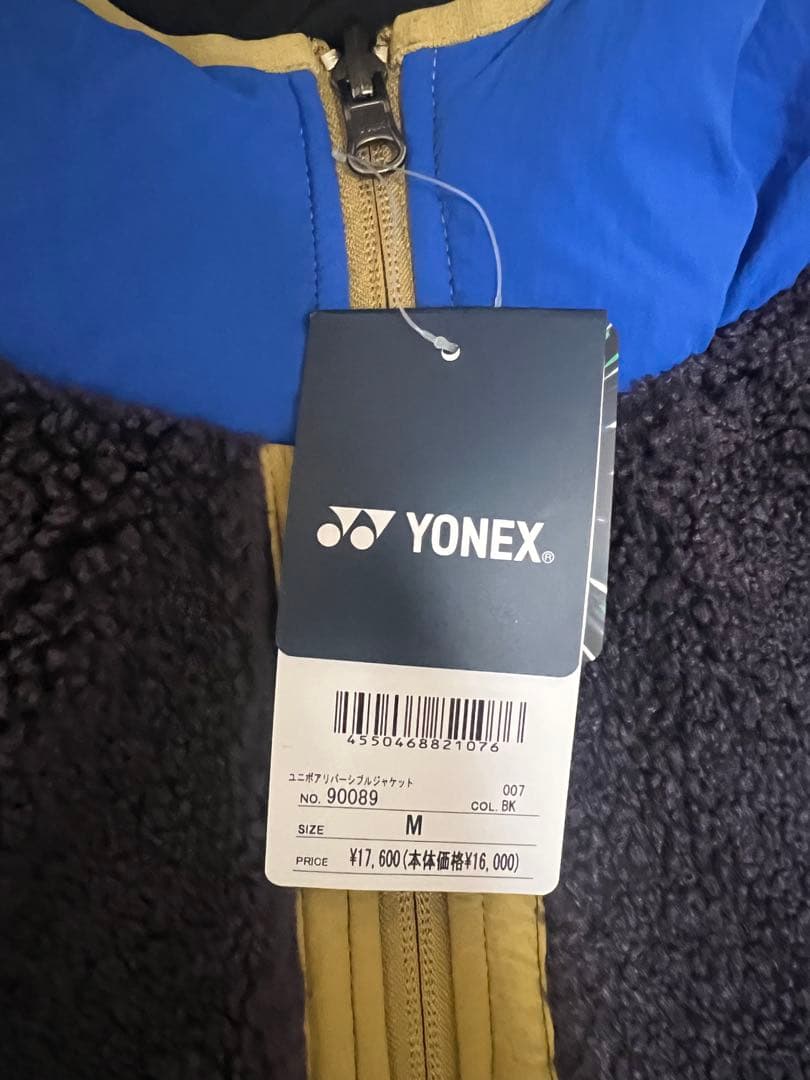 YONEX®
4550468821076
ユニボアリバーシブルジャケット
NO. 90089
007
COL. BK
SIZE M
PRICE ¥17,600(本体価格¥16,000)